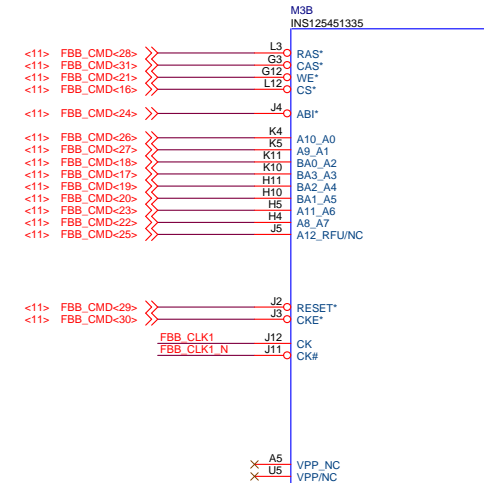 M3B
INS125451335
<11> FBB_CMD<28> L3 RAS*
<11> FBB_CMD<31> G3 CAS*
<11> FBB_CMD<21> G12 WE*
<11> FBB_CMD<16> L12 CS*
<11> FBB_CMD<24> J4 ABI*
<11> FBB_CMD<26> K4 A10_A0
<11> FBB_CMD<27> K5 A9_A1
<11> FBB_CMD<18> K11 BA0_A2
<11> FBB_CMD<17> K10 BA3_A3
<11> FBB_CMD<19> H11 BA2_A4
<11> FBB_CMD<20> H10 BA1_A5
<11> FBB_CMD<23> H5 A11_A6
<11> FBB_CMD<22> H4 A8_A7
<11> FBB_CMD<25> J5 A12_RFU/NC
<11> FBB_CMD<29> J2 RESET*
<11> FBB_CMD<30> J3 CKE*
FBB_CLK1 J12 CK
FBB_CLK1_N J11 CK#
A5 VPP_NC
U5 VPP/NC